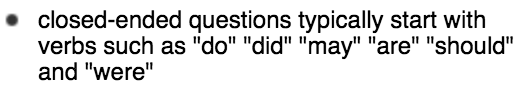 • closed-ended questions typically start with
verbs such as "do" "did" "may" "are" "should"
and "were"